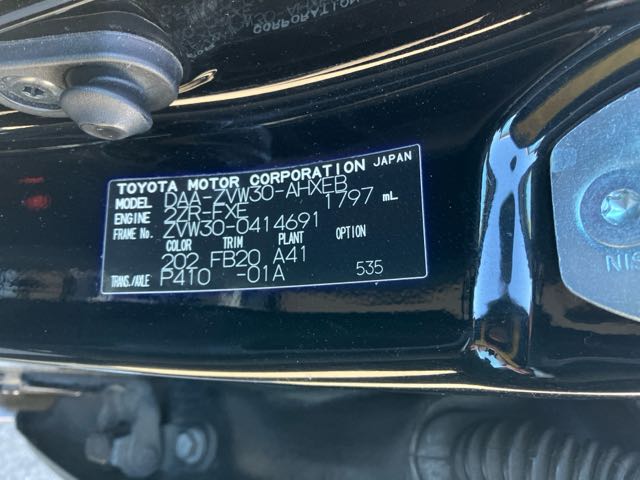 TOYOTA MOTOR CORPORATION JAPAN
MODEL DAA-ZVW30-AHXEB
ENGINE 2ZR-FXE 1797 mL
FRAME No. ZVW30-0414691
COLOR TRIM PLANT OPTION
202 FB20 A41
TRANS./AXLE P410 -01A 535
NIS